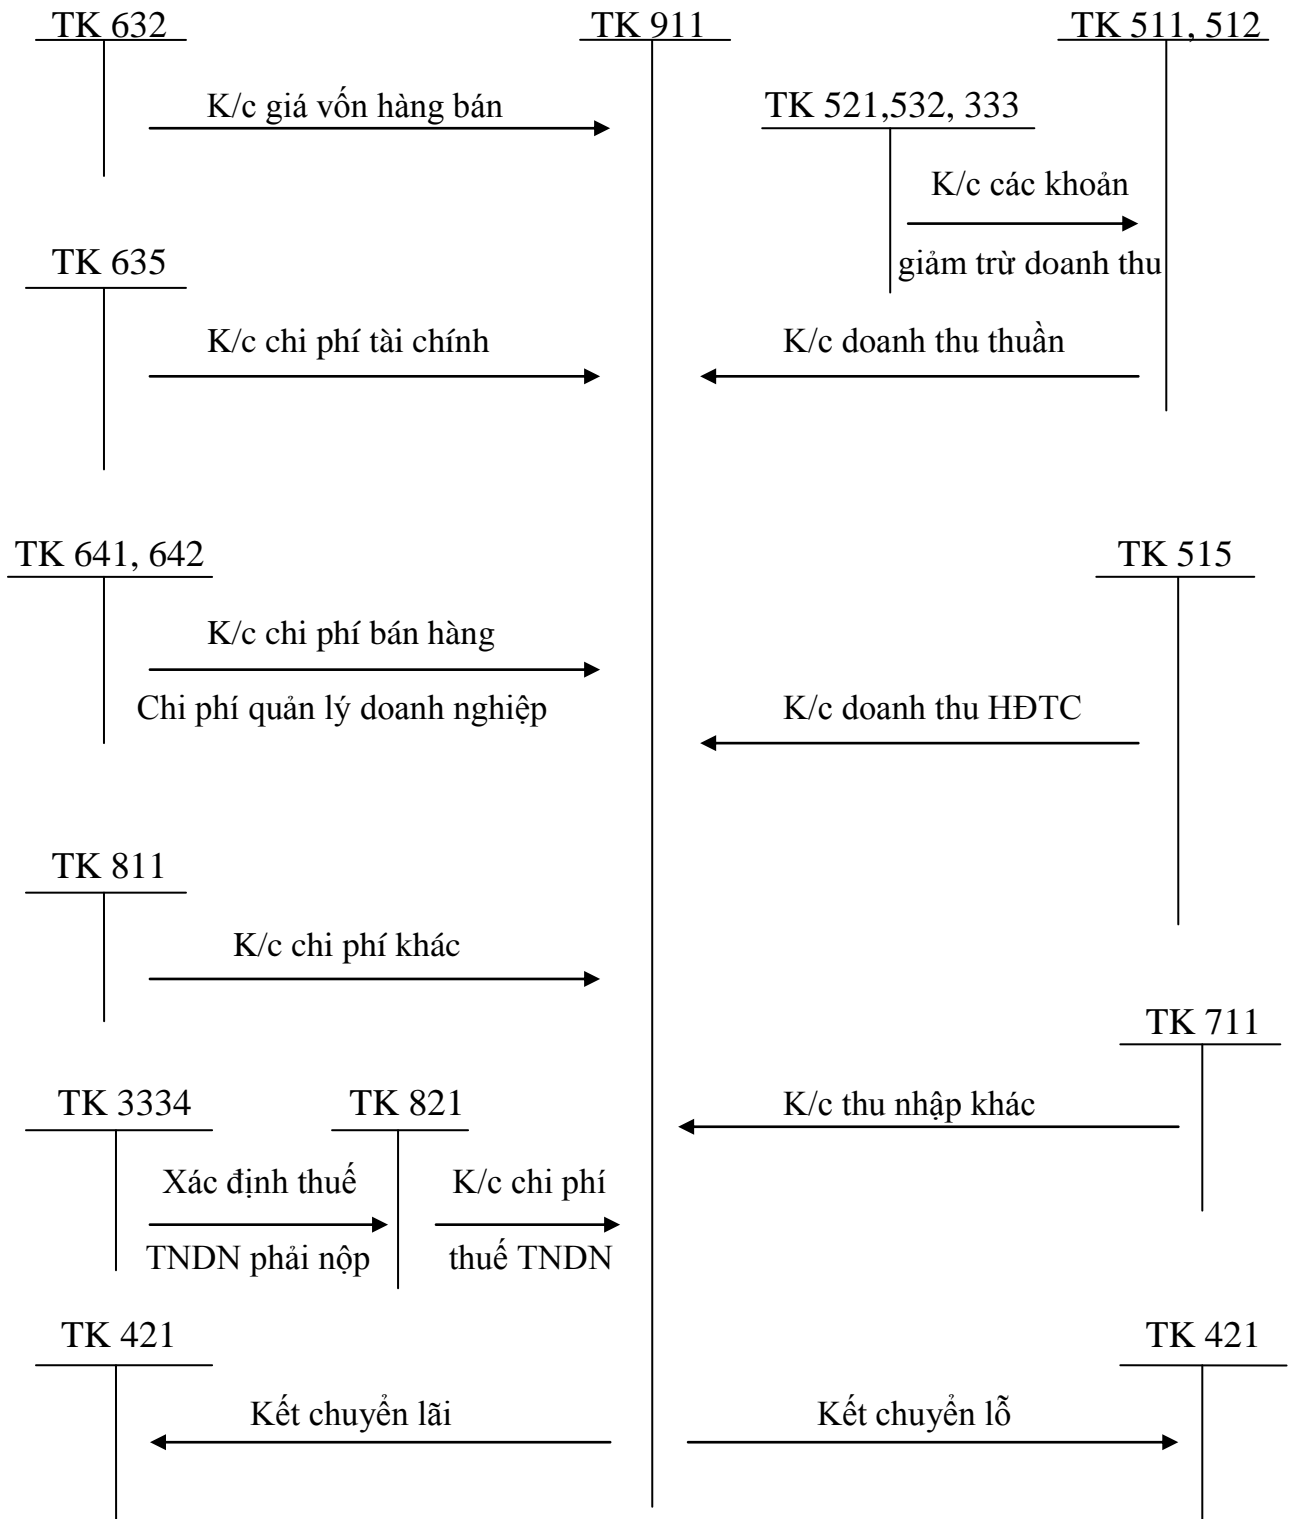 TK 632
TK 911
TK 511, 512
K/c giá vốn hàng bán
TK 521,532, 333
K/c các khoản
giảm trừ doanh thu
TK 635
K/c chi phí tài chính
K/c doanh thu thuần
TK 641, 642
TK 515
K/c chi phí bán hàng
Chi phí quản lý doanh nghiệp
K/c doanh thu HĐTC
TK 811
K/c chi phí khác
TK 711
TK 3334
TK 821
K/c thu nhập khác
Xác định thuế
TNDN phải nộp
K/c chi phí
thuế TNDN
TK 421
TK 421
Kết chuyển lãi
Kết chuyển lỗ